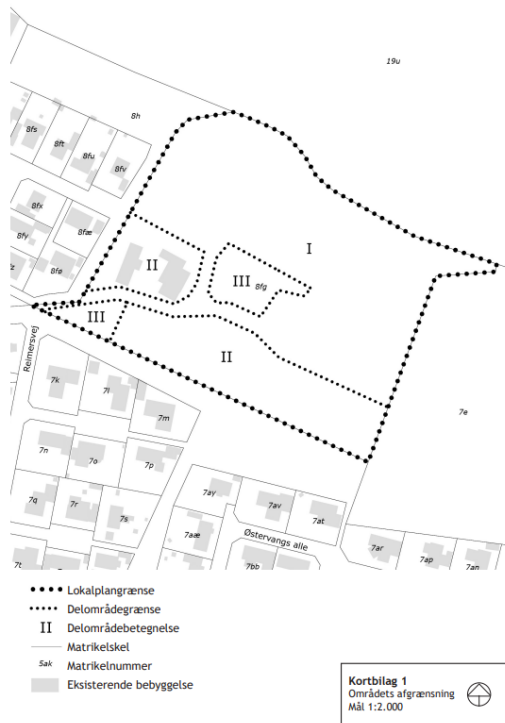 19u
8h
8fs
8ft
8fu
8fv
8fx
8fæ
8fy
8fø
I
II
III
8fg
III
II
Reimersvej
7k
7l
7m
7e
7n
7o
7p
7q
7r
7s
7ay
7av
7at
7aæ
Østervangs alle
7ar
7ap
7an
7bb
7t
Lokalplangrænse
Delområdegrænse
II Delområdebetegnelse
Matrikelskel
5ak Matrikelnummer
Eksisterende bebyggelse
Kortbilag 1
Områdets afgrænsning
Mål 1:2.000